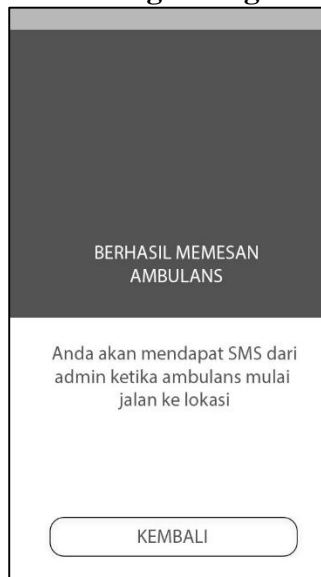 BERHASIL MEMESAN
AMBULANS
Anda akan mendapat SMS dari
admin ketika ambulans mulai
jalan ke lokasi
KEMBALI